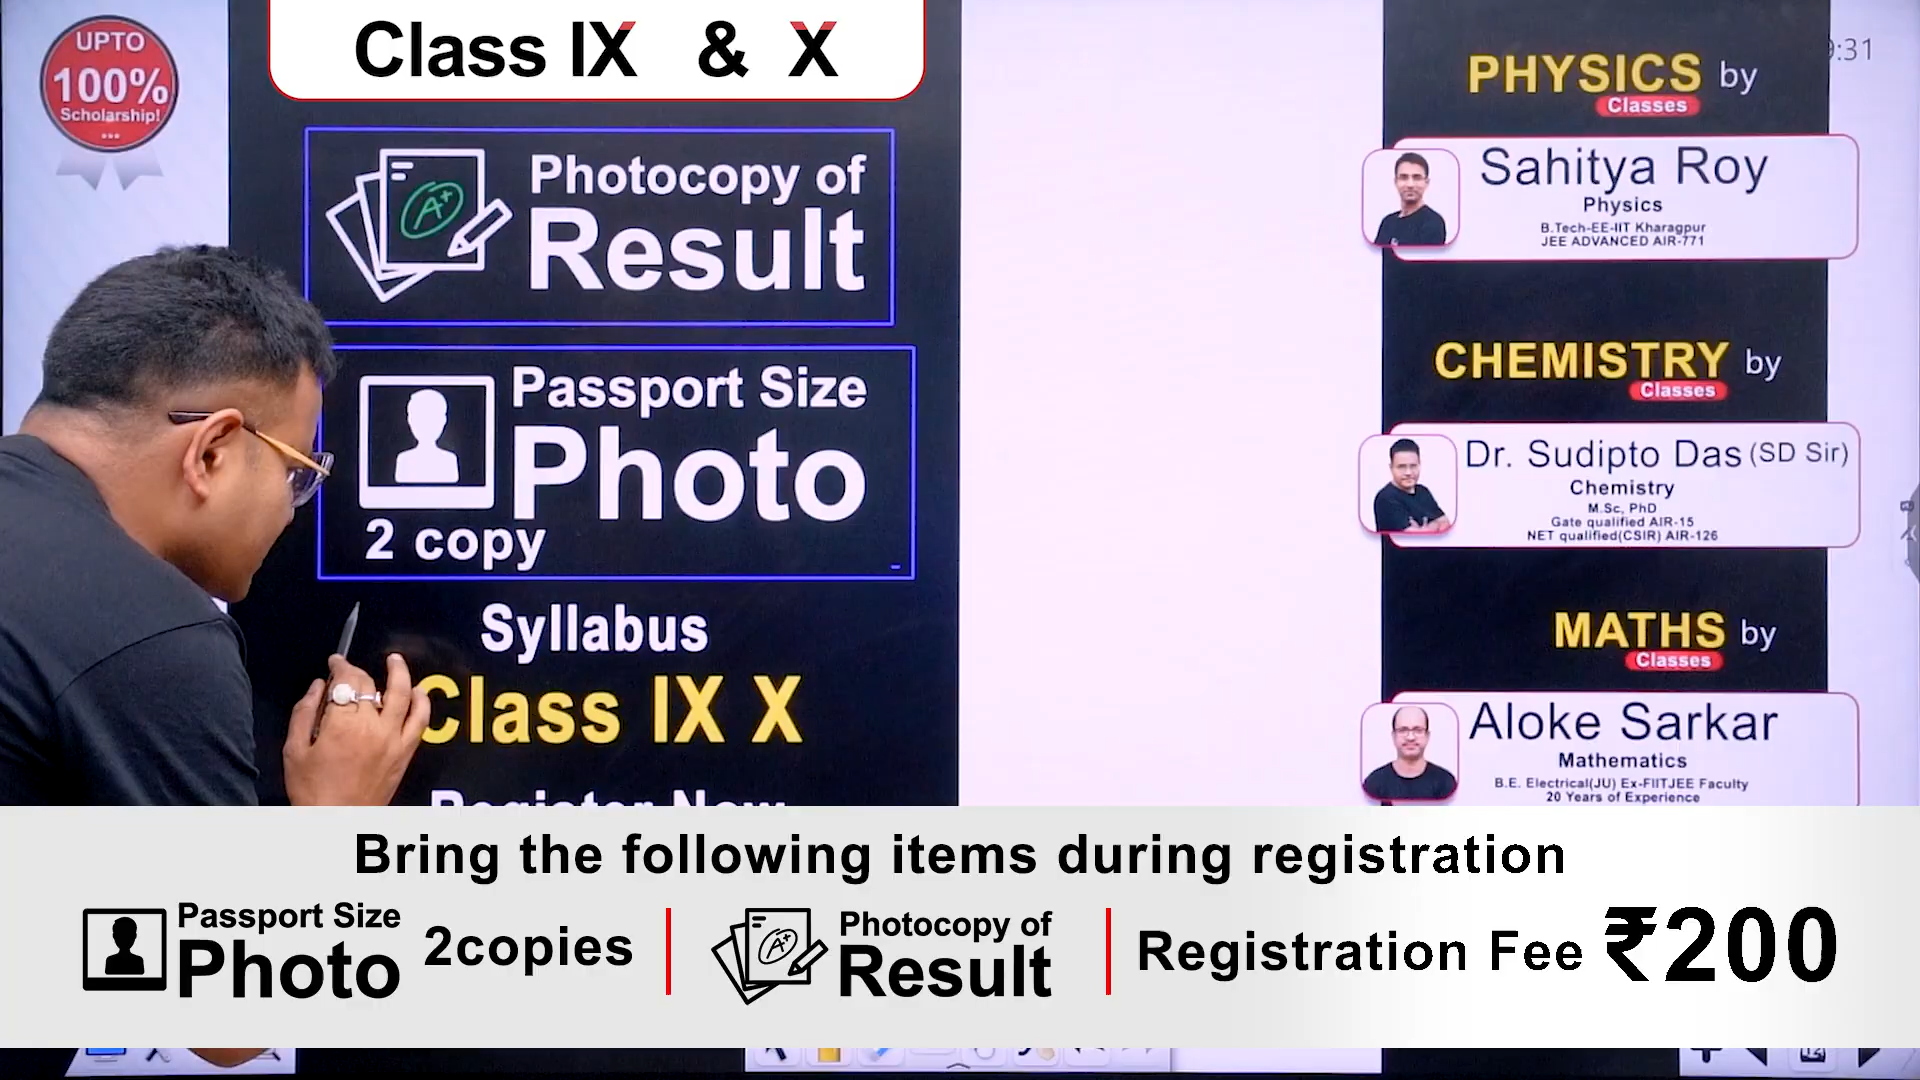 UPTO
100%
Scholarship!
Class IX & X
Photocopy of
Result
A+
Passport Size
Photo
2 copy
Syllabus
Class IX X
Register Now
:31
PHYSICS by
Classes
Sahitya Roy
Physics
B.Tech-EE-IIT Kharagpur
JEE ADVANCED AIR-771
CHEMISTRY by
Classes
Dr. Sudipto Das (SD Sir)
Chemistry
M.Sc, PhD
Gate qualified AIR-15
NET qualified(CSIR) AIR-126
MATHS by
Classes
Aloke Sarkar
Mathematics
B.E. Electrical(JU) Ex-FIITJEE Faculty
20 Years of Experience
Bring the following items during registration
Passport Size
Photo 2copies
A+
Photocopy of
Result
Registration Fee ₹200